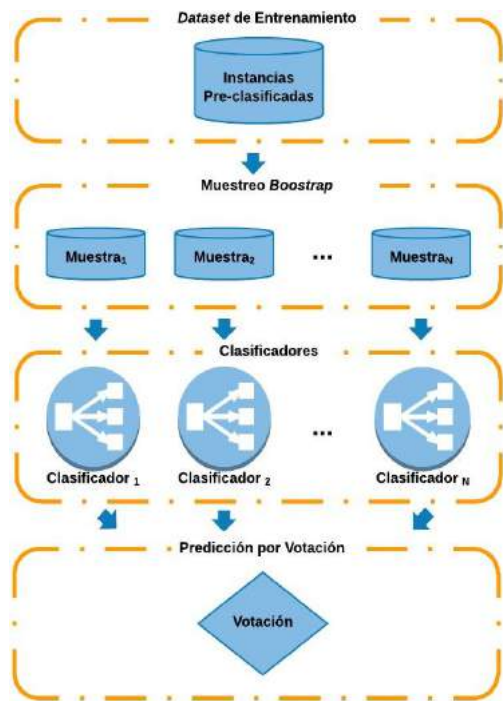 Dataset de Entrenamiento
Instancias
Pre-clasificadas
Muestreo Boostrap
Muestra1 Muestra2 ... MuestraN
Clasificadores
...
Clasificador 1 Clasificador 2 Clasificador N
Predicción por Votación
Votación